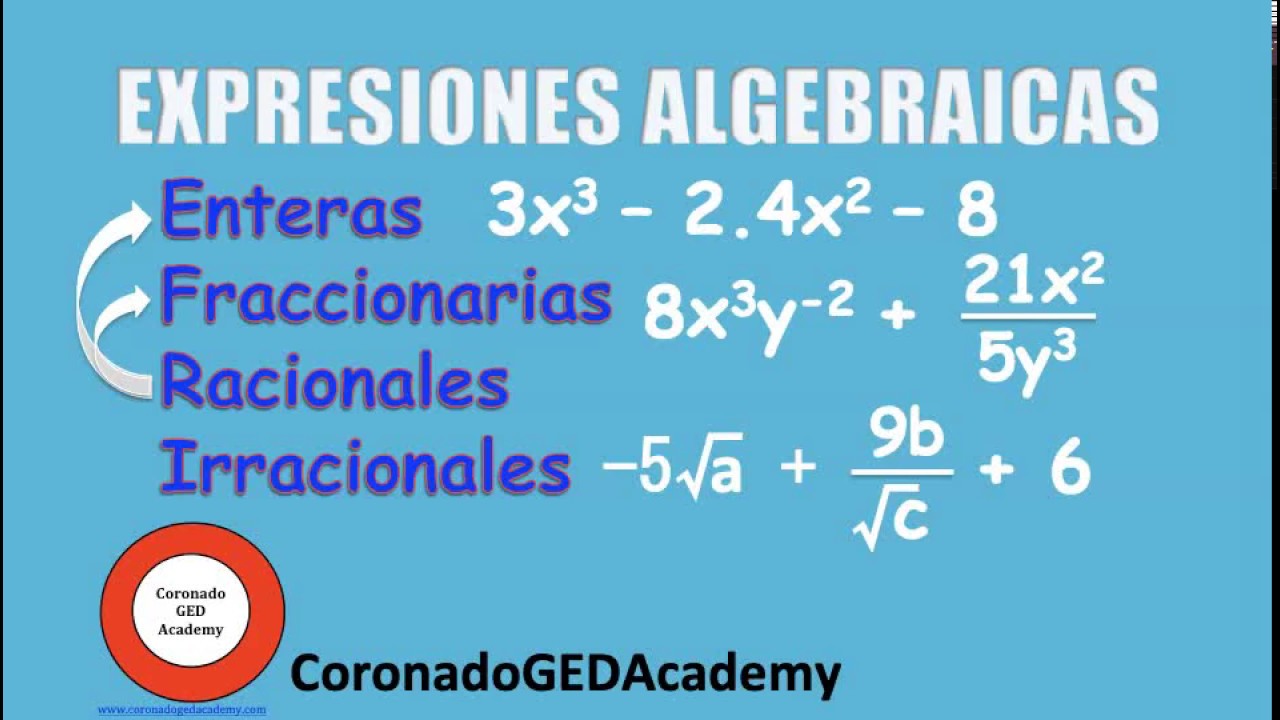 EXPRESIONES ALGEBRAICAS
Enteras 3x³ – 2.4x² – 8
Fraccionarias 8x³y⁻² + 21x²/5y³
Racionales
Irracionales –5√a + 9b/√c + 6
Coronado
GED
Academy
CoronadoGEDAcademy
www.coronadogedacademy.com